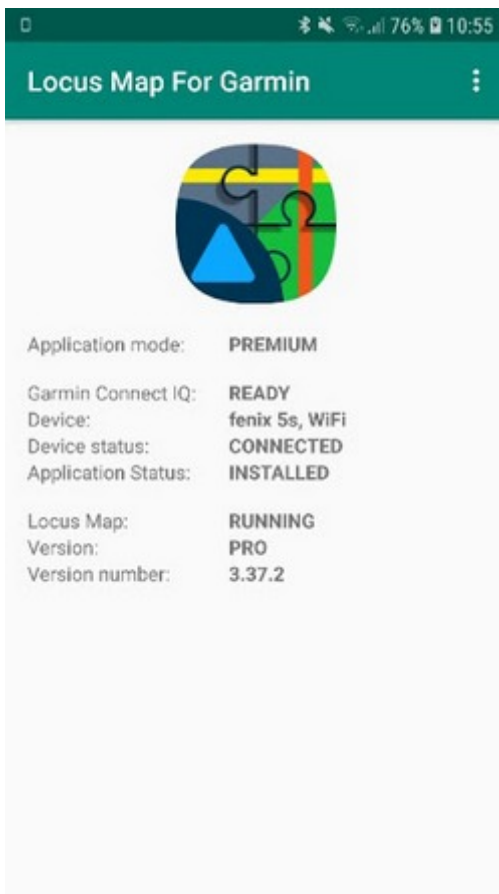 76% 10:55
Locus Map For Garmin
Application mode: PREMIUM
Garmin Connect IQ: READY
Device: fenix 5s, WiFi
Device status: CONNECTED
Application Status: INSTALLED
Locus Map: RUNNING
Version: PRO
Version number: 3.37.2